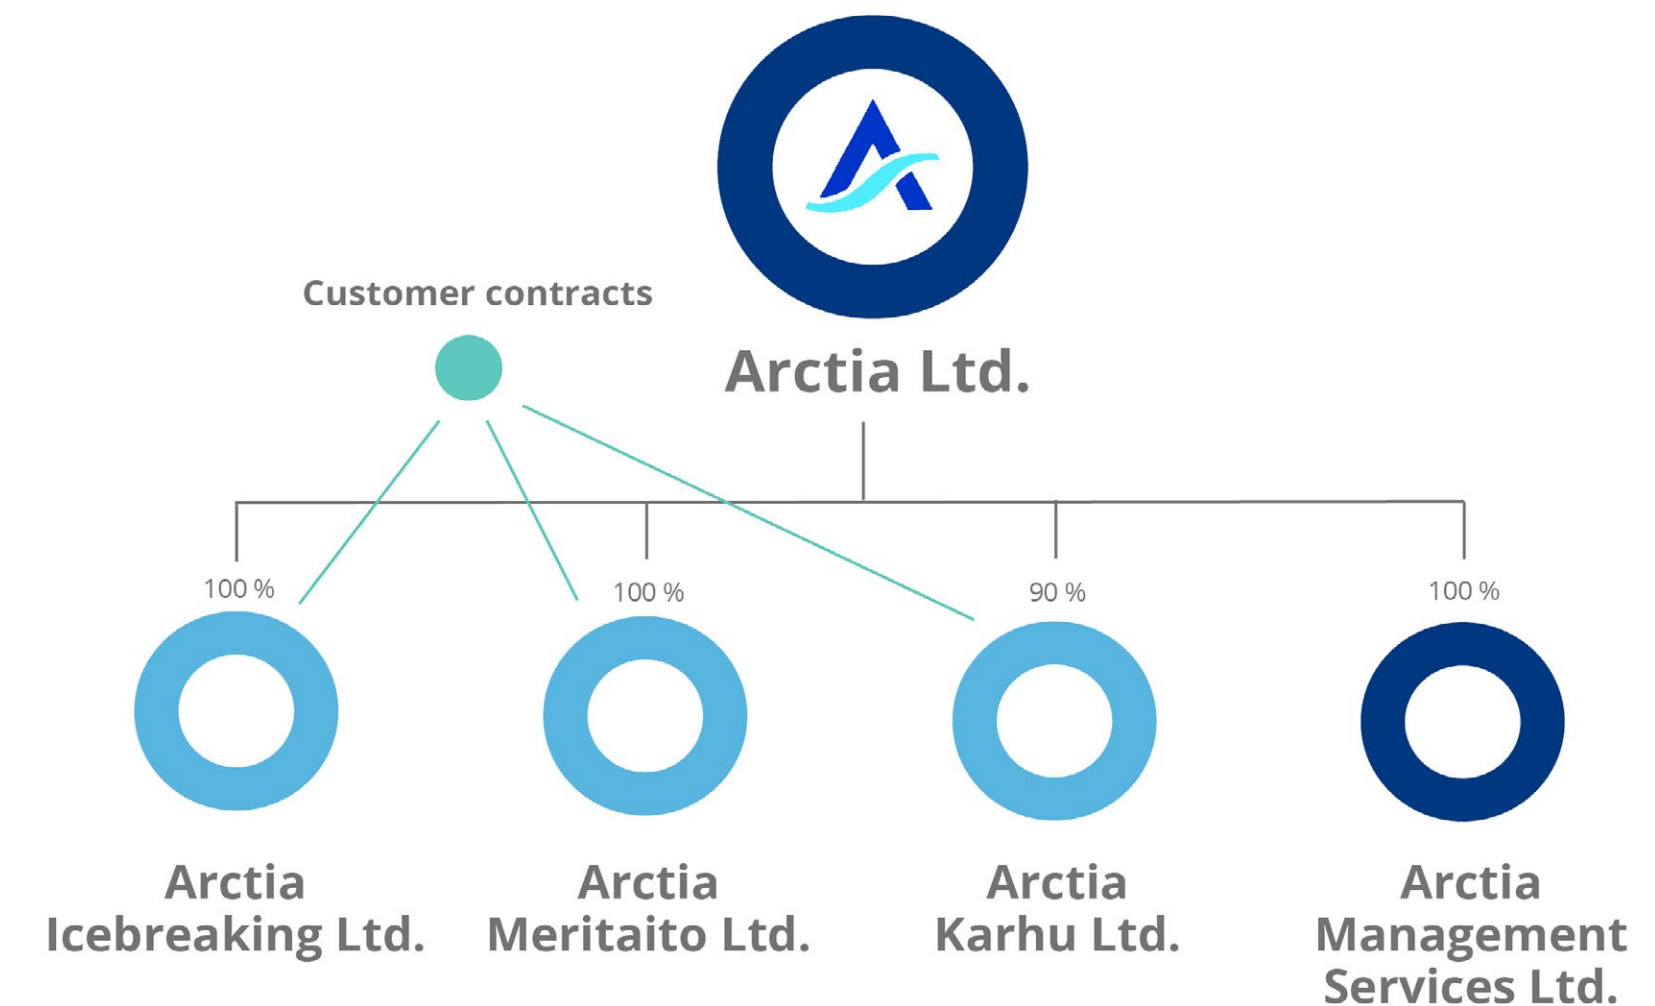 Customer contracts
Arctia Ltd.
100 %
100 %
90 %
100 %
Arctia
Icebreaking Ltd.
Arctia
Meritaito Ltd.
Arctia
Karhu Ltd.
Arctia
Management
Services Ltd.